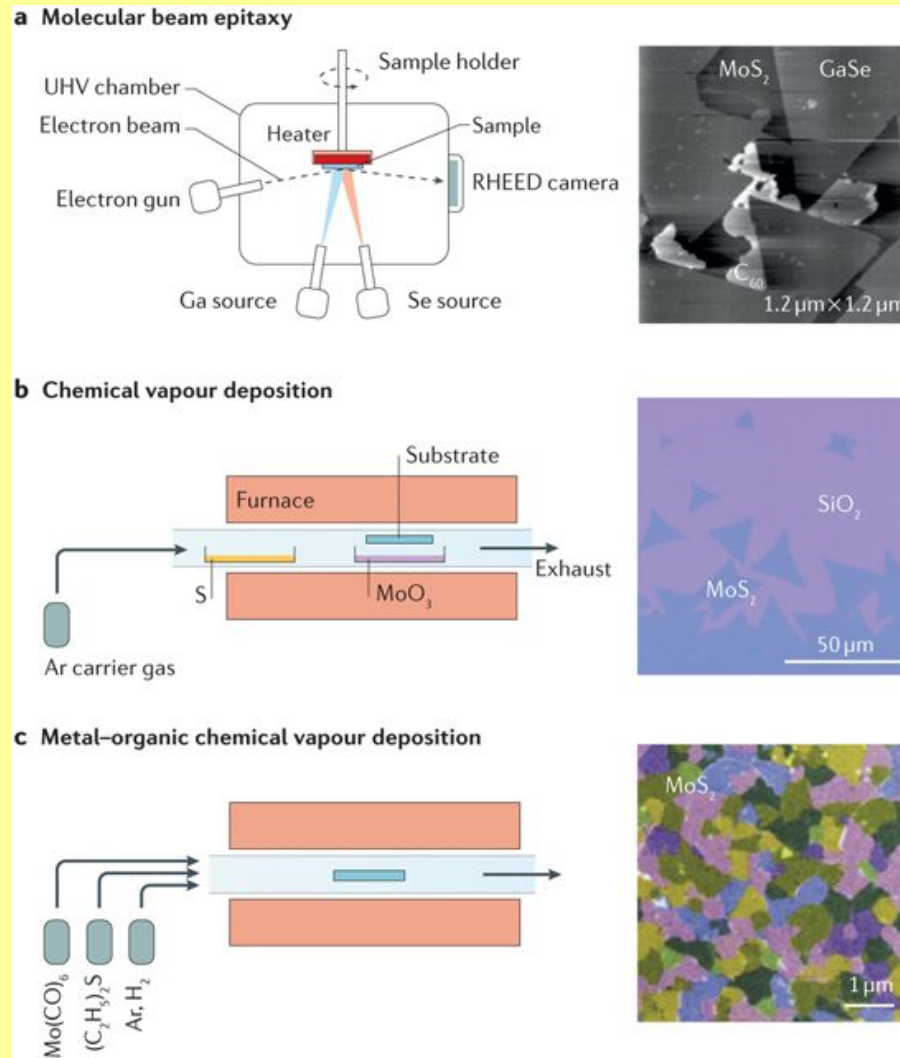 a Molecular beam epitaxy
Sample holder
UHV chamber
Electron beam
Heater
Sample
Electron gun
RHEED camera
Ga source
Se source
MoS₂
GaSe
C₆₀
1.2 μm × 1.2 μm
b Chemical vapour deposition
Substrate
Furnace
S
MoO₃
Exhaust
Ar carrier gas
SiO₂
MoS₂
50 μm
c Metal–organic chemical vapour deposition
Mo(CO)₆
(C₂H₅)₂S
Ar, H₂
MoS₂
1 μm